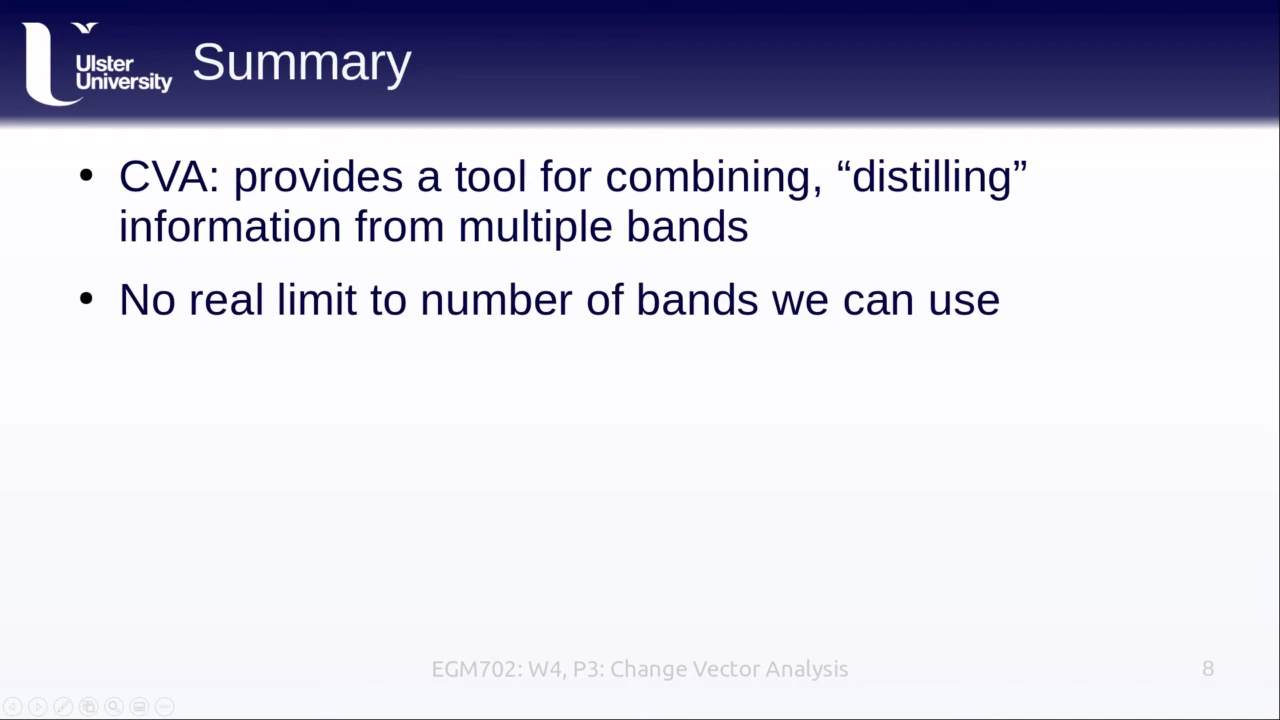 Ulster
University
Summary
• CVA: provides a tool for combining, “distilling”
information from multiple bands
• No real limit to number of bands we can use
EGM702: W4, P3: Change Vector Analysis
8